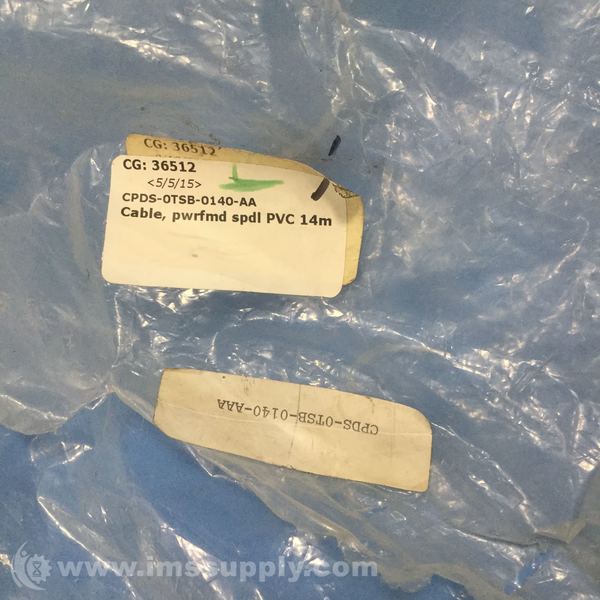 CG: 36512
CG: 36512
<5/5/15>
CPDS-0TSB-0140-AA
Cable, pwrfmd spdl PVC 14m
CPDS-0TSB-0140-AAA
www.imssupply.com